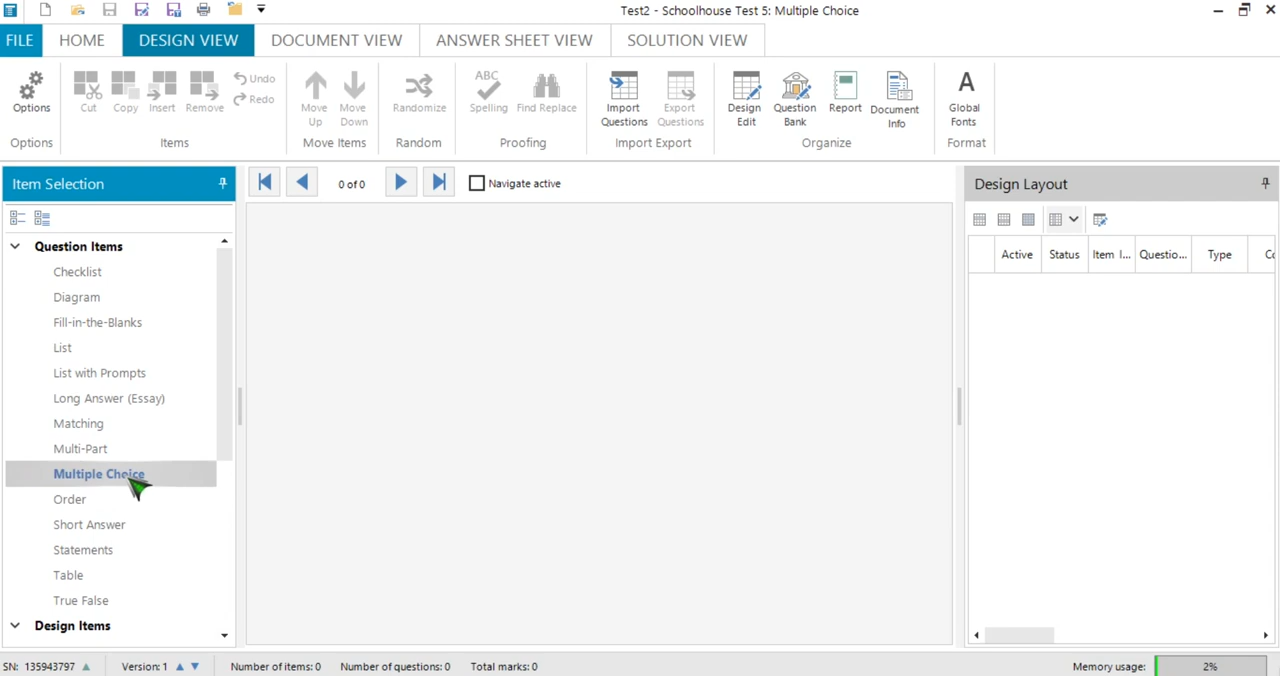 Test2 - Schoolhouse Test 5: Multiple Choice
FILE HOME DESIGN VIEW DOCUMENT VIEW ANSWER SHEET VIEW SOLUTION VIEW
Options Cut Copy Insert Remove Undo Redo Move Up Move Down Randomize ABC Spelling Find Replace Import Questions Export Questions Design Edit Question Bank Report Document Info A Global Fonts
Options Items Move Items Random Proofing Import Export Organize Format
Item Selection
0 of 0 Navigate active
Design Layout
Active Status Item I... Questio... Type Co
Question Items
Checklist
Diagram
Fill-in-the-Blanks
List
List with Prompts
Long Answer (Essay)
Matching
Multi-Part
Multiple Choice
Order
Short Answer
Statements
Table
True False
Design Items
SN: 135943797 Version: 1 Number of items: 0 Number of questions: 0 Total marks: 0 Memory usage: 2%